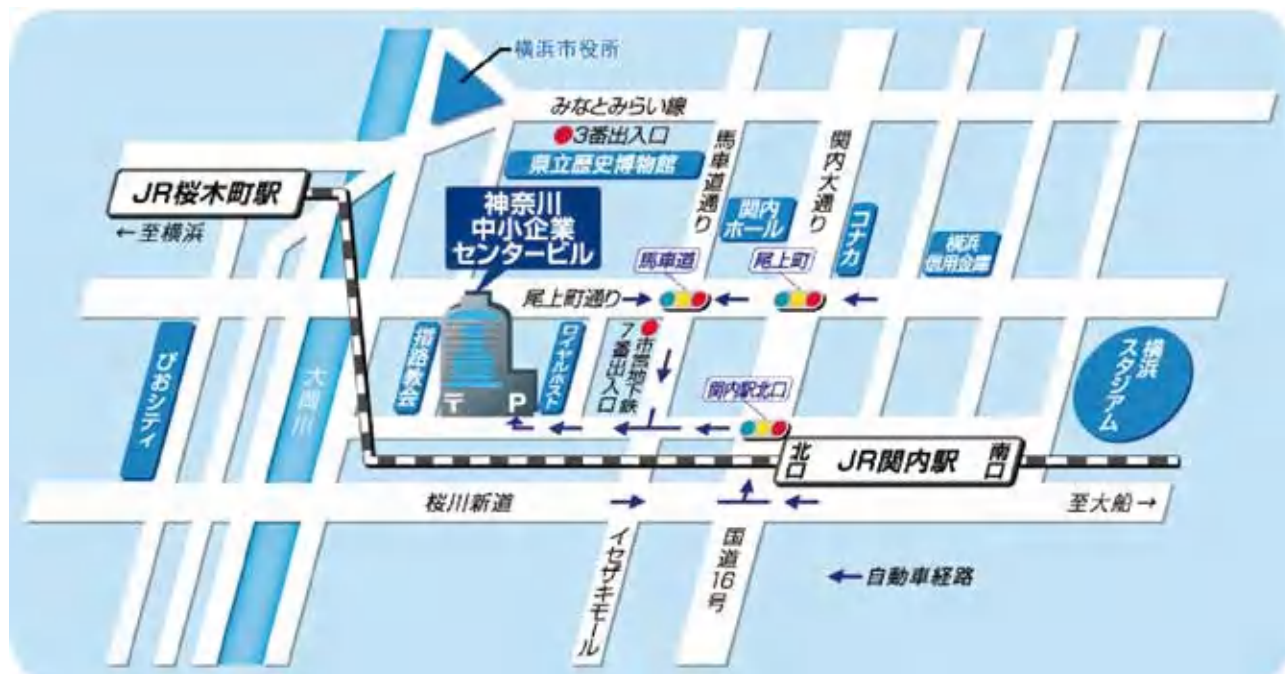 横浜市役所
みなとみらい線
3番出入口
県立歴史博物館
馬車道通り
関内大通り
JR桜木町駅
←至横浜
神奈川
中小企業
センタービル
関内
ホール
コナカ
横浜
信用金庫
馬車道
尾上町
尾上町通り
ぴおシティ
大岡川
指路教会
〒
P
ロイヤルホスト
市営地下鉄
7番出入口
関内駅北口
横浜
スタジアム
北口
JR関内駅
南口
桜川新道
至大船→
イセザキモール
国道16号
←自動車経路